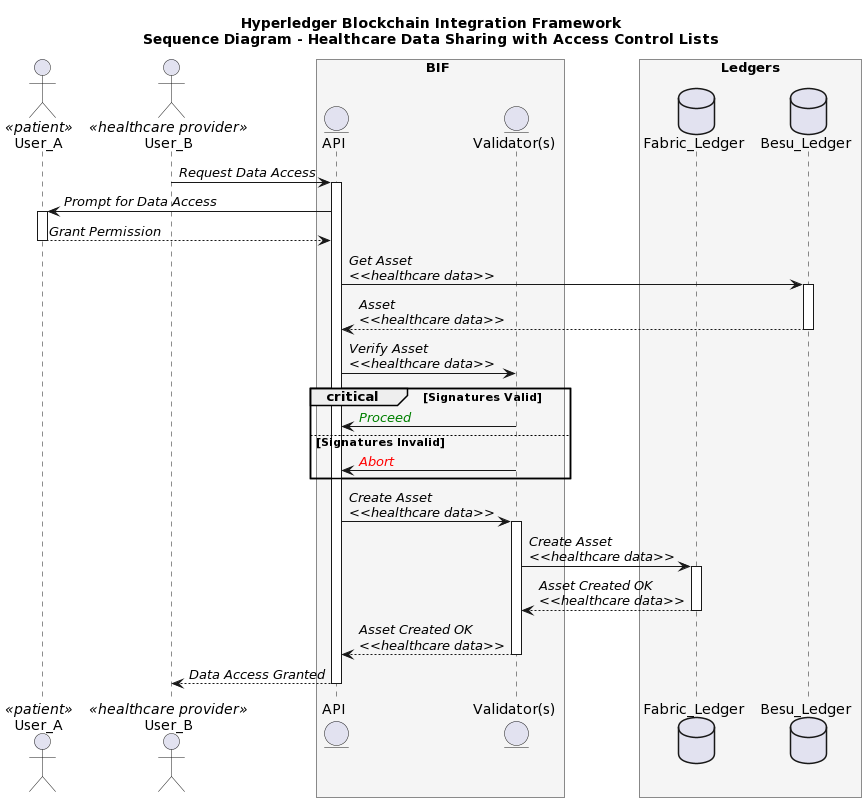 Hyperledger Blockchain Integration Framework
Sequence Diagram - Healthcare Data Sharing with Access Control Lists
BIF
Ledgers
«patient»
User_A
«healthcare provider»
User_B
API
Validator(s)
Fabric_Ledger
Besu_Ledger
Request Data Access
Prompt for Data Access
Grant Permission
Get Asset
<<healthcare data>>
Asset
<<healthcare data>>
Verify Asset
<<healthcare data>>
critical
[Signatures Valid]
Proceed
[Signatures Invalid]
Abort
Create Asset
<<healthcare data>>
Create Asset
<<healthcare data>>
Asset Created OK
<<healthcare data>>
Asset Created OK
<<healthcare data>>
Data Access Granted
«patient»
User_A
«healthcare provider»
User_B
API
Validator(s)
Fabric_Ledger
Besu_Ledger